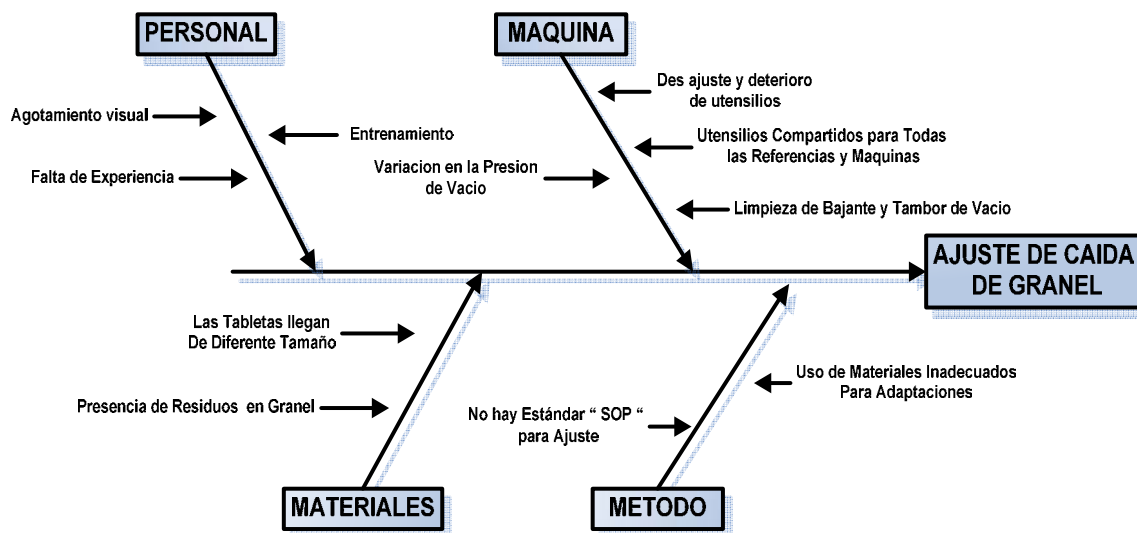 PERSONAL
MAQUINA
Agotamiento visual
Entrenamiento
Falta de Experiencia
Des ajuste y deterioro
de utensilios
Utensilios Compartidos para Todas
las Referencias y Maquinas
Variacion en la Presion
de Vacio
Limpieza de Bajante y Tambor de Vacio
AJUSTE DE CAIDA
DE GRANEL
Las Tabletas llegan
De Diferente Tamaño
Presencia de Residuos en Granel
Uso de Materiales Inadecuados
Para Adaptaciones
No hay Estándar “ SOP “
para Ajuste
MATERIALES
METODO